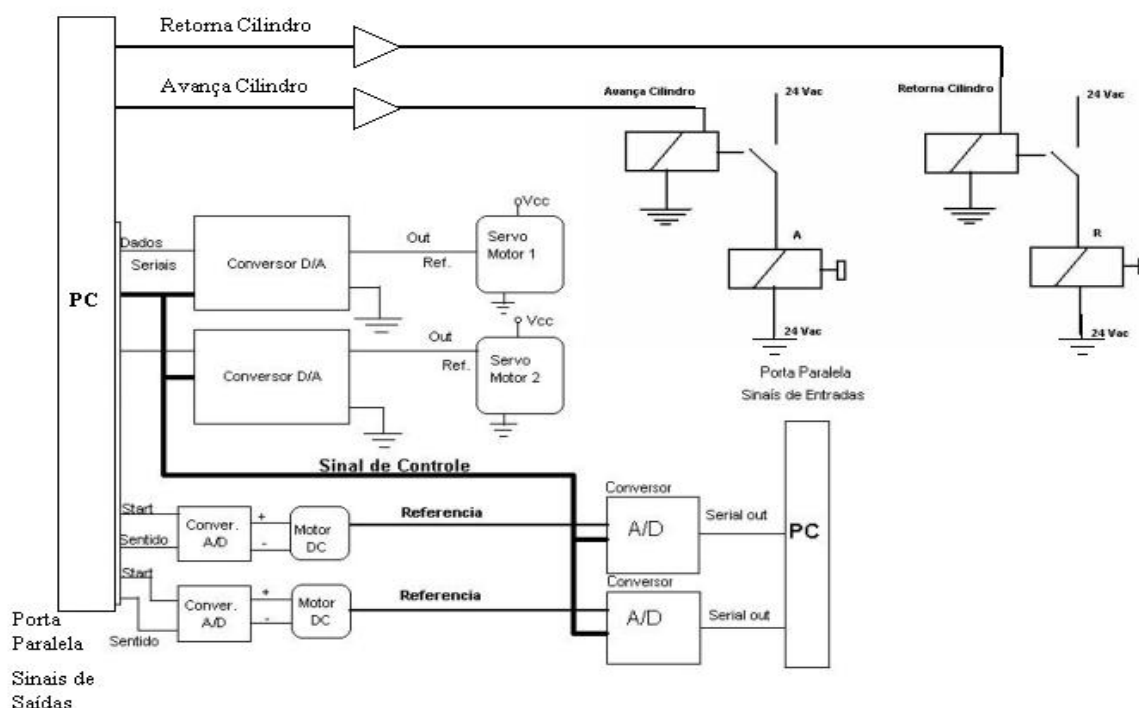 Retorna Cilindro
Avança Cilindro
Avança Cilindro
24 Vac
Retorna Cilindro
24 Vac
A
R
24 Vac
24 Vac
PC
Dados
Seriais
Conversor D/A
Out
Ref.
Vcc
Servo
Motor 1
Conversor D/A
Out
Ref.
Vcc
Servo
Motor 2
Porta Paralela
Sinaís de Entradas
Sinal de Controle
Start
Sentido
Conver.
A/D
+
-
Motor
DC
Referencia
Conversor
A/D
Serial out
PC
Start
Sentido
Conver.
A/D
+
-
Motor
DC
Referencia
Conversor
A/D
Serial out
Porta
Paralela
Sinais de
Saídas